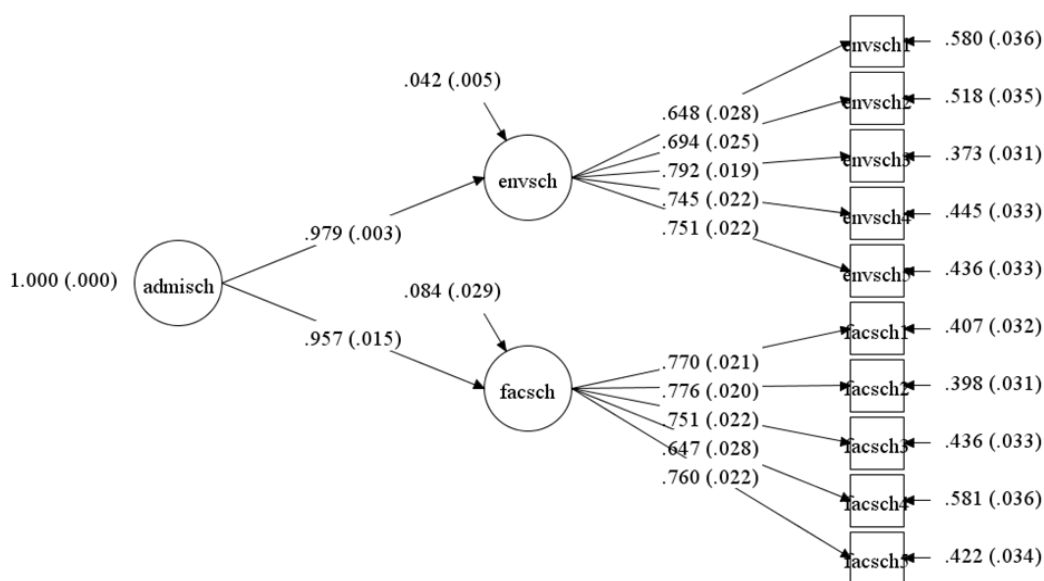 envsch1 .580 (.036)
.042 (.005)
envsch2 .518 (.035)
.648 (.028)
.694 (.025)
envsch3 .373 (.031)
.792 (.019)
envsch
.745 (.022)
envsch4 .445 (.033)
.751 (.022)
.979 (.003)
envsch5 .436 (.033)
1.000 (.000) admisch
.084 (.029)
facsch1 .407 (.032)
.957 (.015)
.770 (.021)
.776 (.020)
facsch2 .398 (.031)
facsch
.751 (.022)
facsch3 .436 (.033)
.647 (.028)
.760 (.022)
facsch4 .581 (.036)
facsch5 .422 (.034)